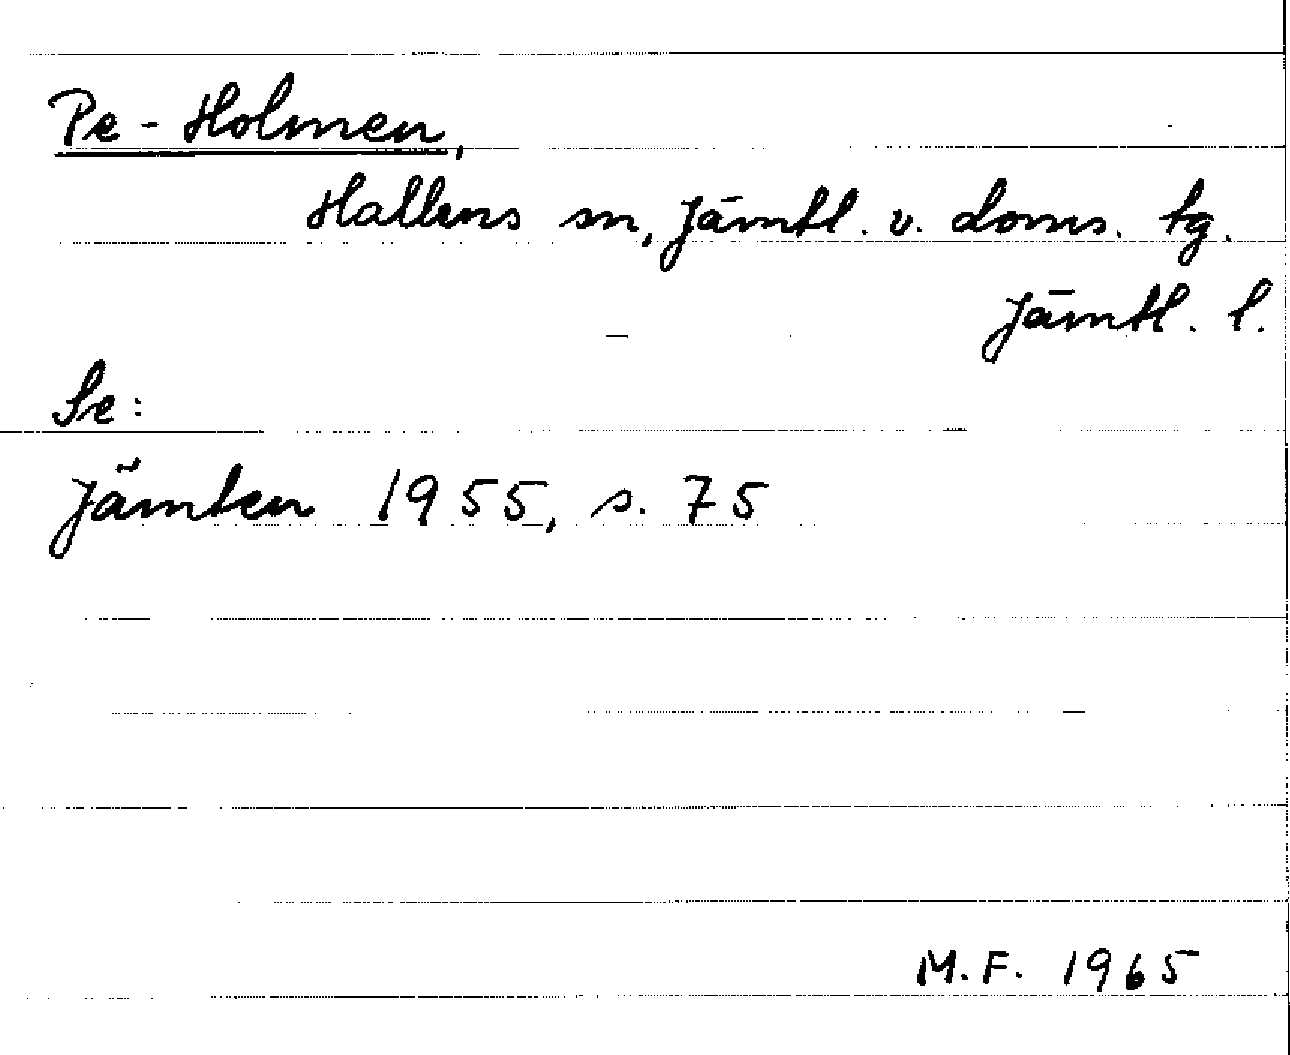 Pe-Holmen,
Hallens sn, Jämtl. v. doms. tg.
Jämtl. l.
Se:
Jämten 1955, s. 75
M.F. 1965